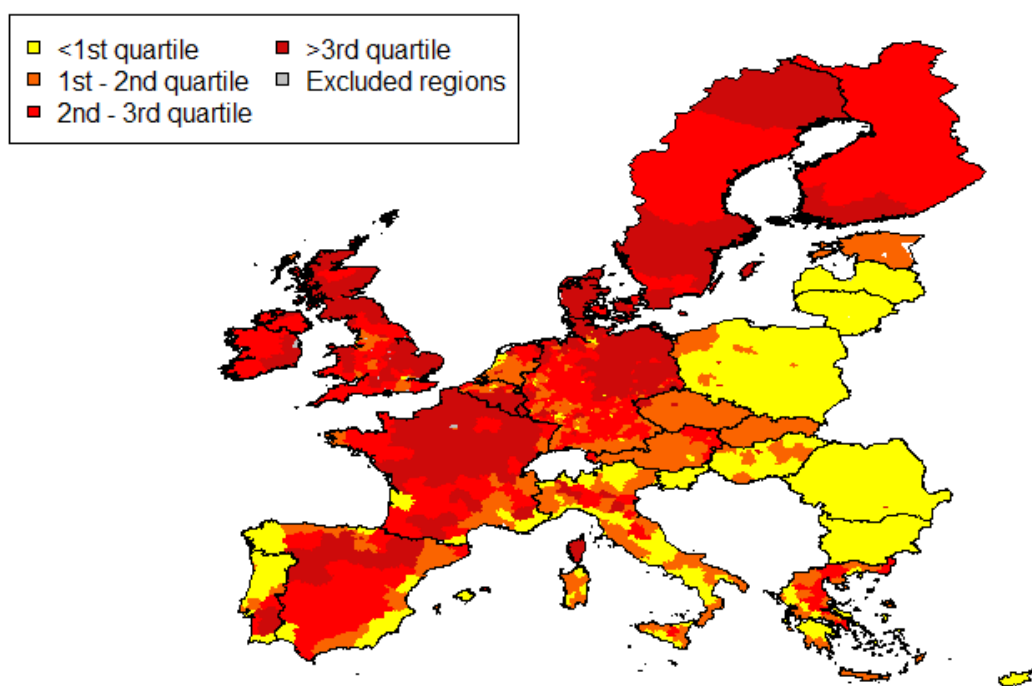 <1st quartile
1st - 2nd quartile
2nd - 3rd quartile
>3rd quartile
Excluded regions